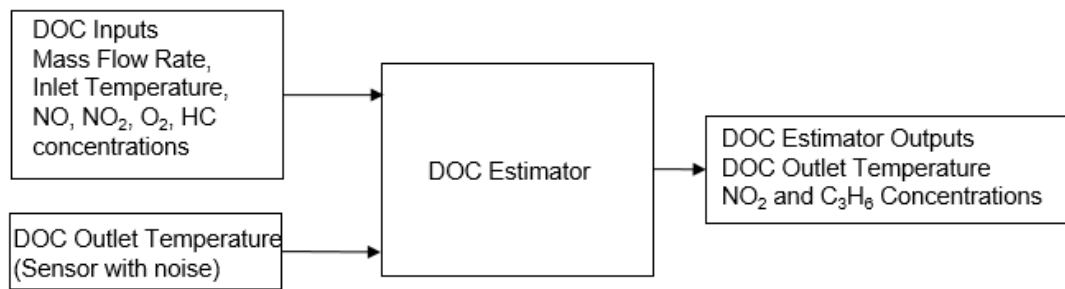 DOC Inputs
Mass Flow Rate,
Inlet Temperature,
NO, NO₂, O₂, HC
concentrations
DOC Outlet Temperature
(Sensor with noise)
DOC Estimator
DOC Estimator Outputs
DOC Outlet Temperature
NO₂ and C₃H₆ Concentrations